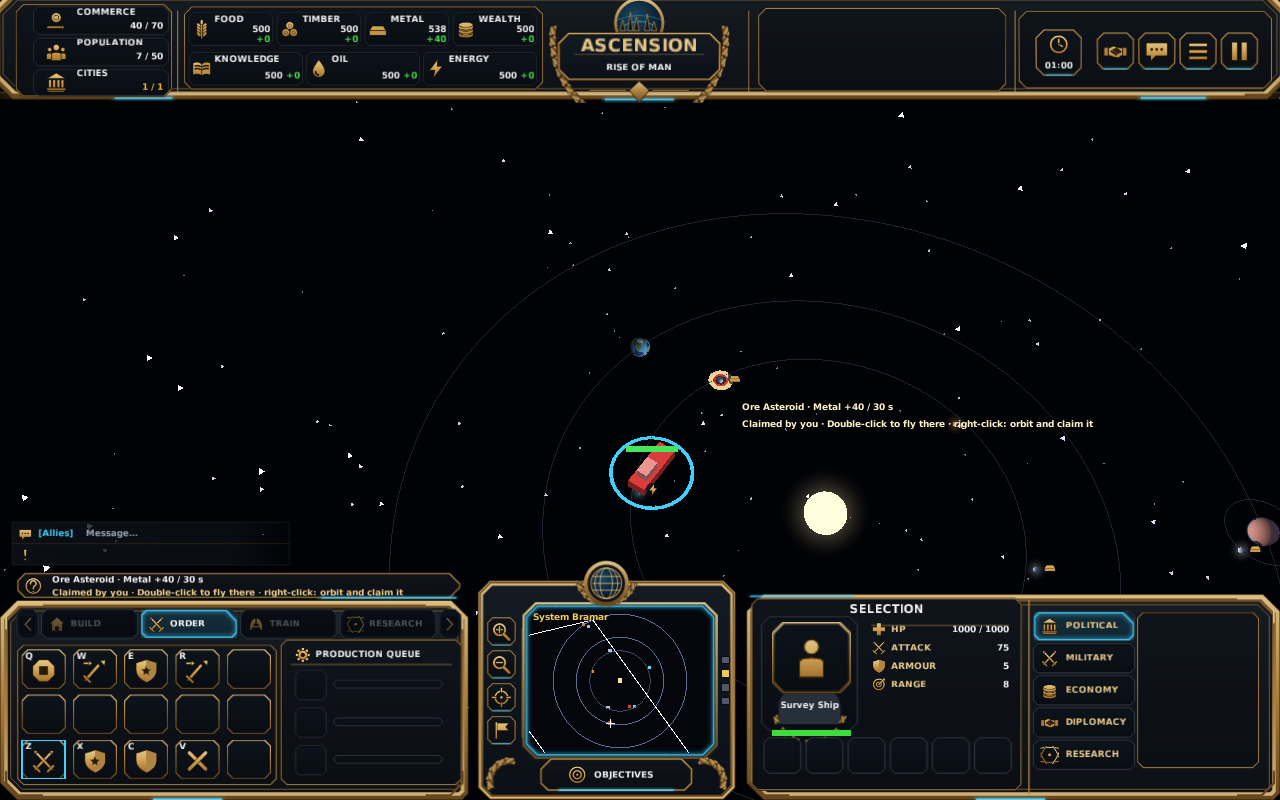 COMMERCE
40 / 70
POPULATION
7 / 50
CITIES
1 / 1
FOOD
500
+0
TIMBER
500
+0
METAL
538
+40
WEALTH
500
+0
KNOWLEDGE
500 +0
OIL
500 +0
ENERGY
500 +0
ASCENSION
RISE OF MAN
01:00
Ore Asteroid · Metal +40 / 30 s
Claimed by you · Double-click to fly there · right-click: orbit and claim it
[Allies] Message...
!
Ore Asteroid · Metal +40 / 30 s
Claimed by you · Double-click to fly there · right-click: orbit and claim it
BUILD
ORDER
TRAIN
RESEARCH
Q
W
E
R
Z
X
C
V
PRODUCTION QUEUE
System Bramar
OBJECTIVES
SELECTION
Survey Ship
HP 1000 / 1000
ATTACK 75
ARMOUR 5
RANGE 8
POLITICAL
MILITARY
ECONOMY
DIPLOMACY
RESEARCH